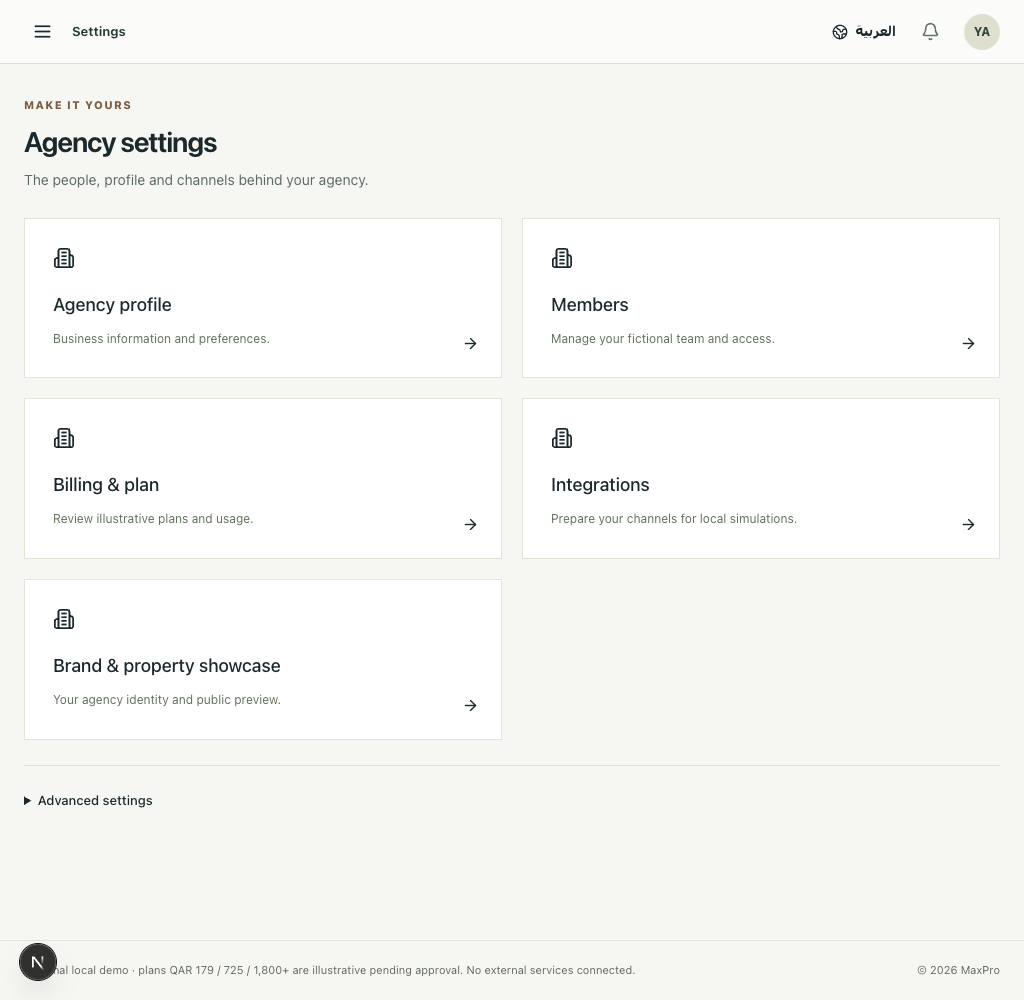 Settings
العربية
YA
MAKE IT YOURS
Agency settings
The people, profile and channels behind your agency.
Agency profile
Business information and preferences.
Members
Manage your fictional team and access.
Billing & plan
Review illustrative plans and usage.
Integrations
Prepare your channels for local simulations.
Brand & property showcase
Your agency identity and public preview.
Advanced settings
N
local demo · plans QAR 179 / 725 / 1,800+ are illustrative pending approval. No external services connected.
© 2026 MaxPro